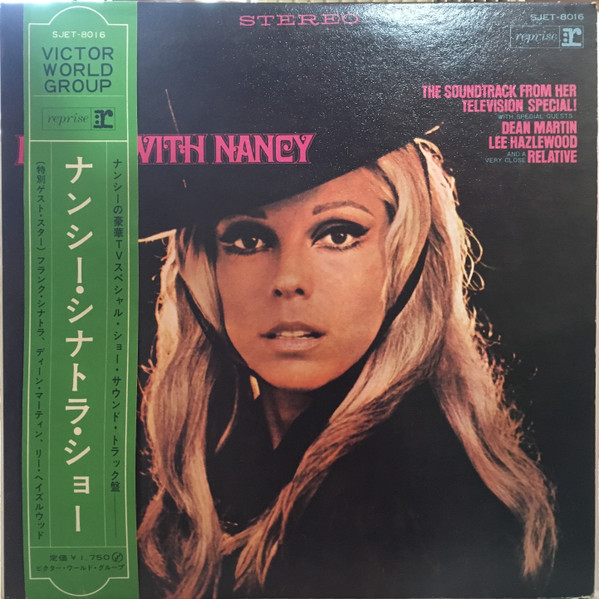 SJET-8016
VICTOR
WORLD
GROUP
reprise R
ナンシー・シナトラ・ショー
ナンシーの豪華TVスペシャル・ショー・サウンド・トラック盤——
(特別ゲスト・スター) フランク・シナトラ、ディーン・マーティン、リー・ヘイズルウッド
定価￥1,750
ビクター・ワールド・グループ
STEREO
SJET-8016
reprise R
WITH NANCY
THE SOUNDTRACK FROM HER
TELEVISION SPECIAL!
WITH SPECIAL GUESTS
DEAN MARTIN
LEE HAZLEWOOD
AND A
VERY CLOSE RELATIVE